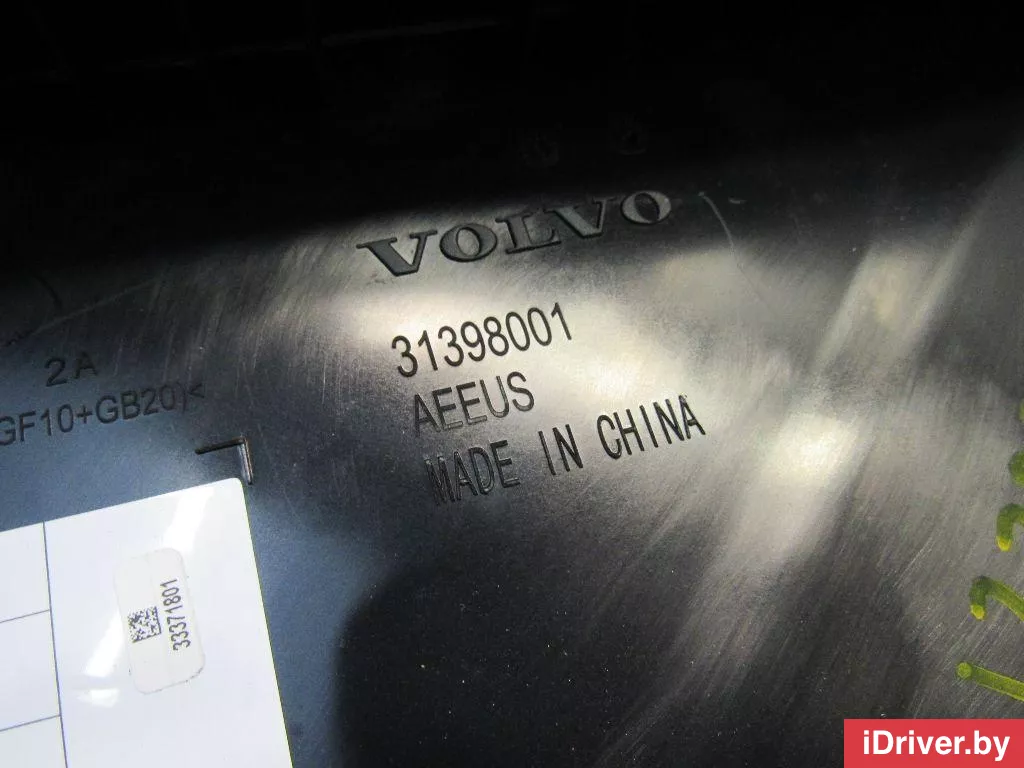 VOLVO
31398001
AEEUS
MADE IN CHINA
2A
GF10+GB20)<
33371801
iDriver.by